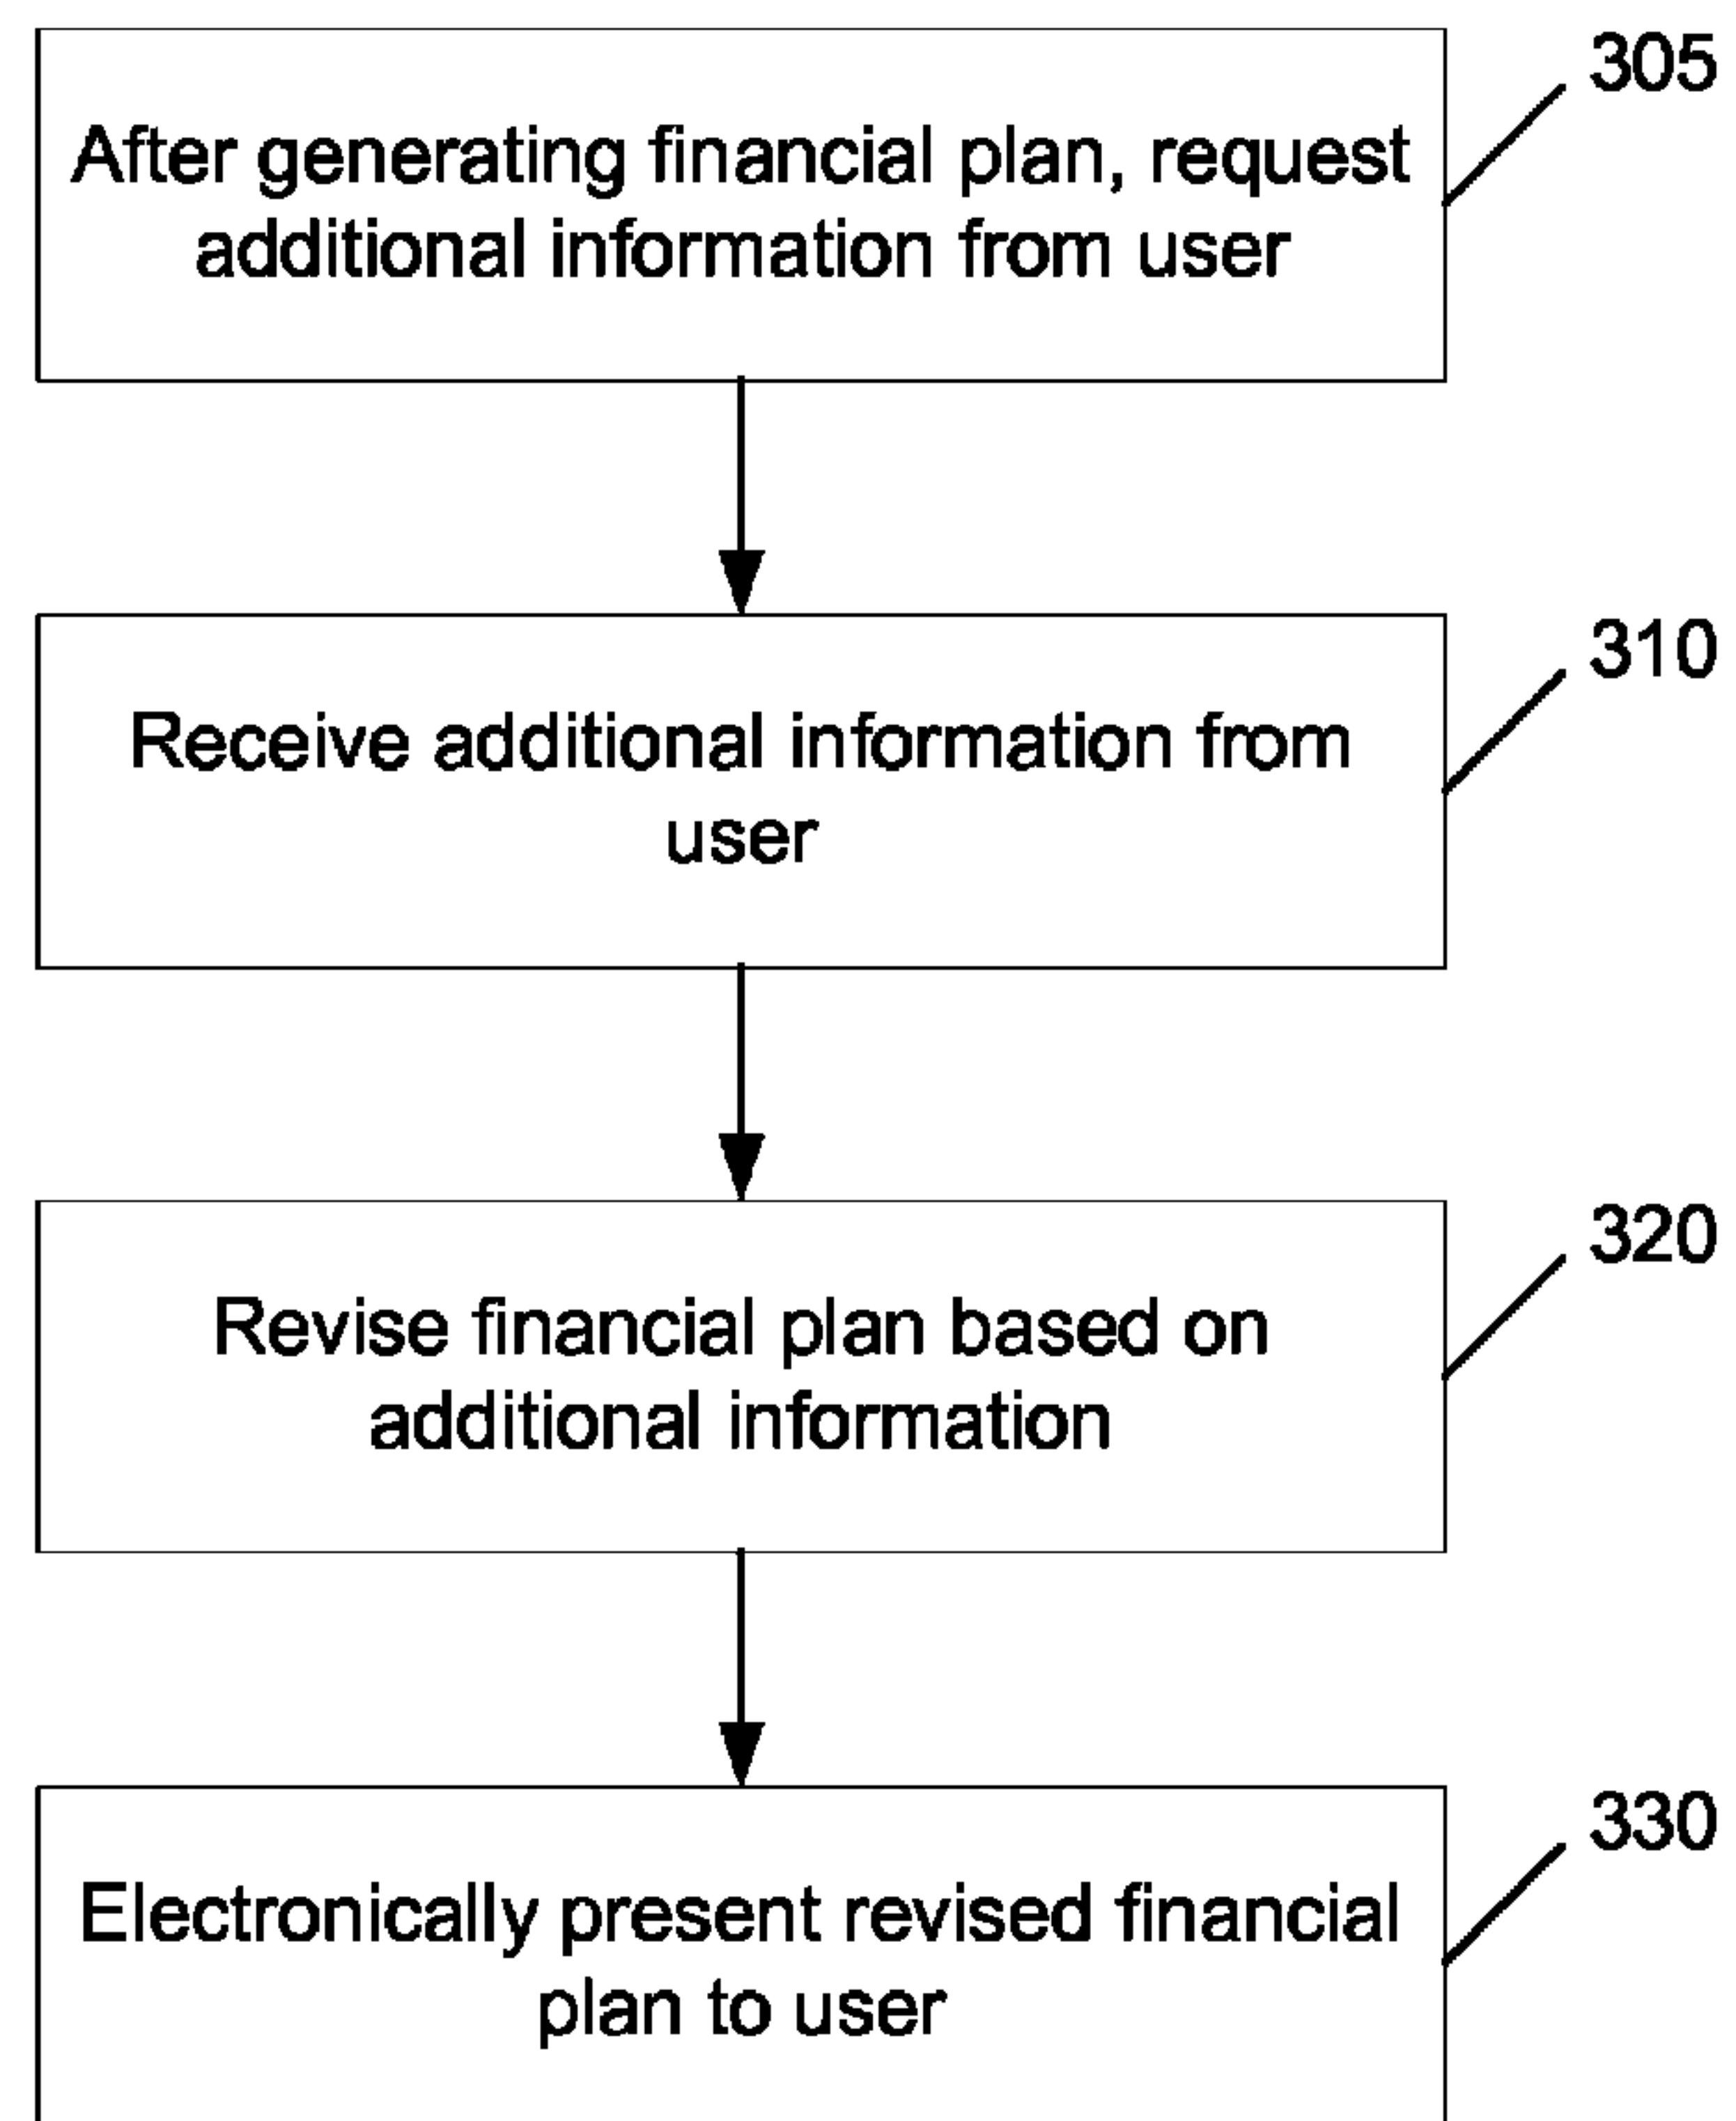 305
After generating financial plan, request
additional information from user
310
Receive additional information from
user
320
Revise financial plan based on
additional information
330
Electronically present revised financial
plan to user